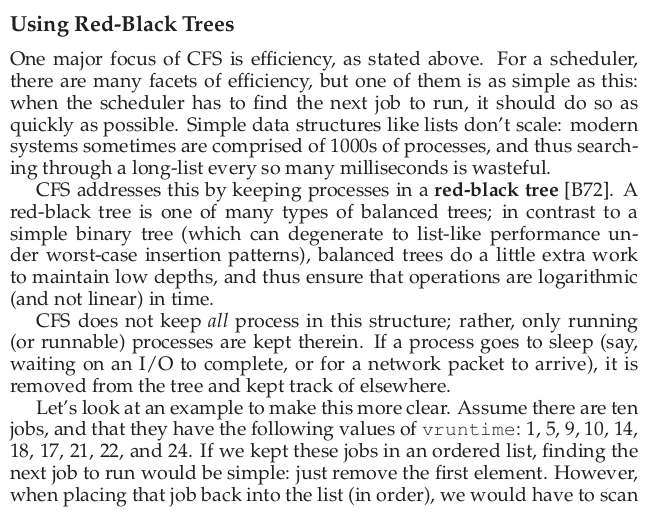 Using Red-Black Trees
One major focus of CFS is efficiency, as stated above. For a scheduler,
there are many facets of efficiency, but one of them is as simple as this:
when the scheduler has to find the next job to run, it should do so as
quickly as possible. Simple data structures like lists don't scale: modern
systems sometimes are comprised of 1000s of processes, and thus search-
ing through a long-list every so many milliseconds is wasteful.
CFS addresses this by keeping processes in a red-black tree [B72]. A
red-black tree is one of many types of balanced trees; in contrast to a
simple binary tree (which can degenerate to list-like performance un-
der worst-case insertion patterns), balanced trees do a little extra work
to maintain low depths, and thus ensure that operations are logarithmic
(and not linear) in time.
CFS does not keep all process in this structure; rather, only running
(or runnable) processes are kept therein. If a process goes to sleep (say,
waiting on an I/O to complete, or for a network packet to arrive), it is
removed from the tree and kept track of elsewhere.
Let's look at an example to make this more clear. Assume there are ten
jobs, and that they have the following values of vruntime: 1, 5, 9, 10, 14,
18, 17, 21, 22, and 24. If we kept these jobs in an ordered list, finding the
next job to run would be simple: just remove the first element. However,
when placing that job back into the list (in order), we would have to scan